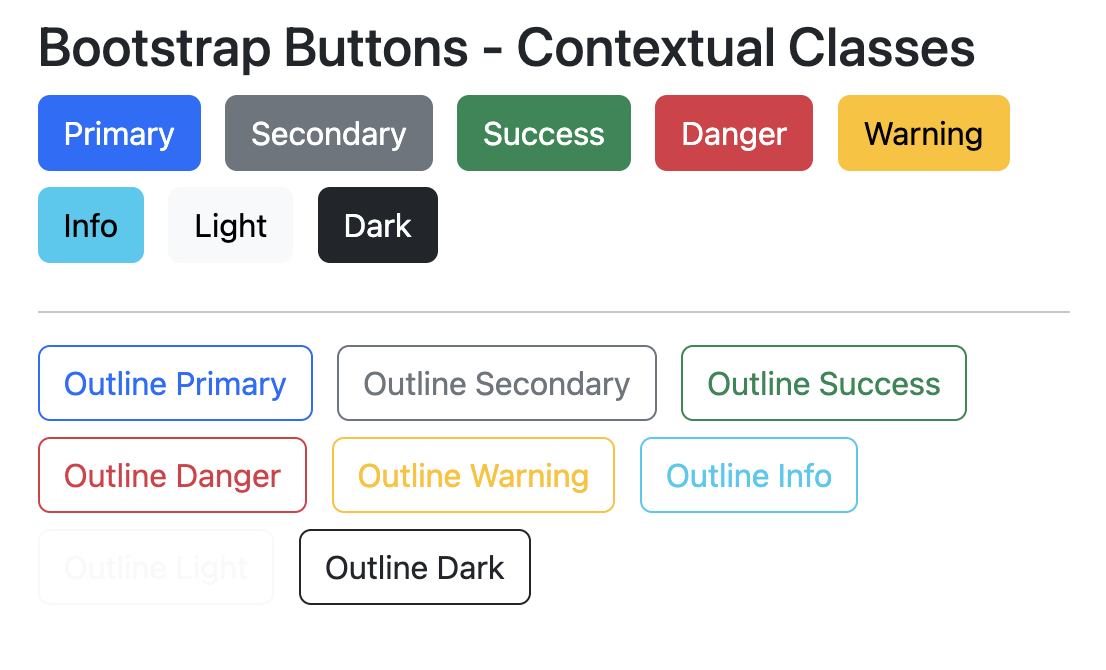 Bootstrap Buttons - Contextual Classes
Primary Secondary Success Danger Warning
Info Light Dark
Outline Primary Outline Secondary Outline Success
Outline Danger Outline Warning Outline Info
Outline Light Outline Dark